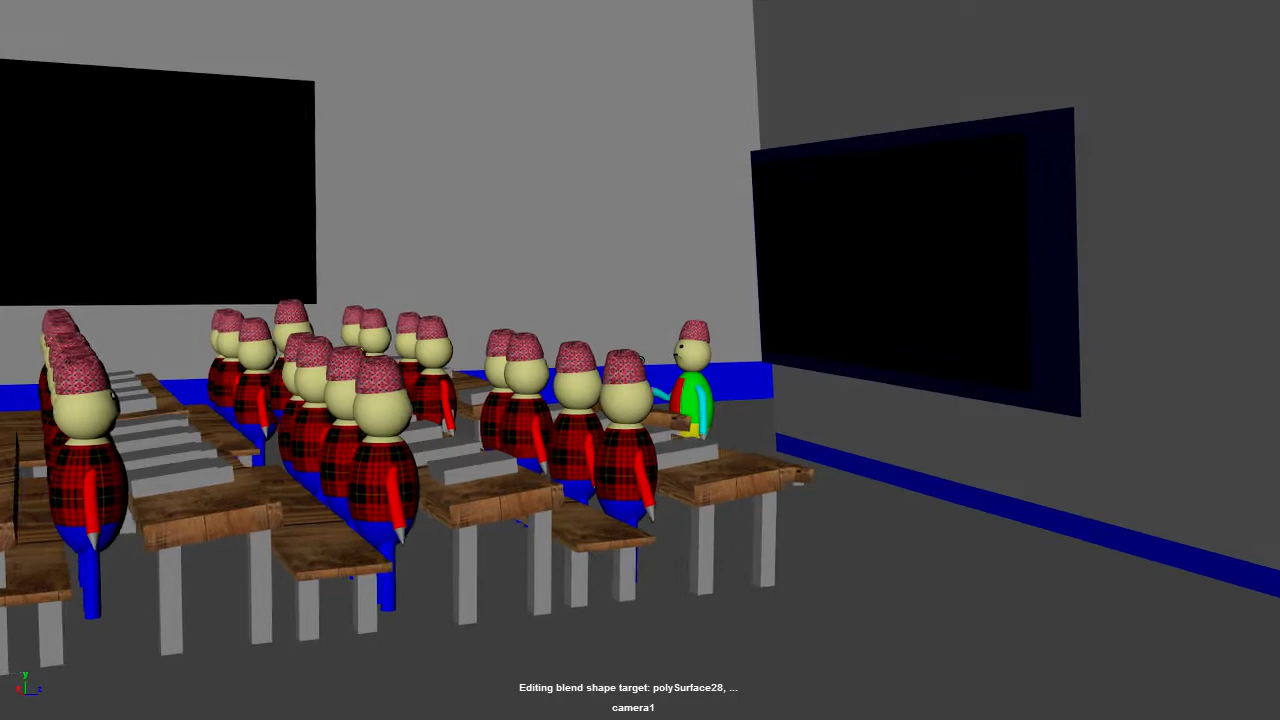 y
z
Editing blend shape target: polySurface28, ...
camera1